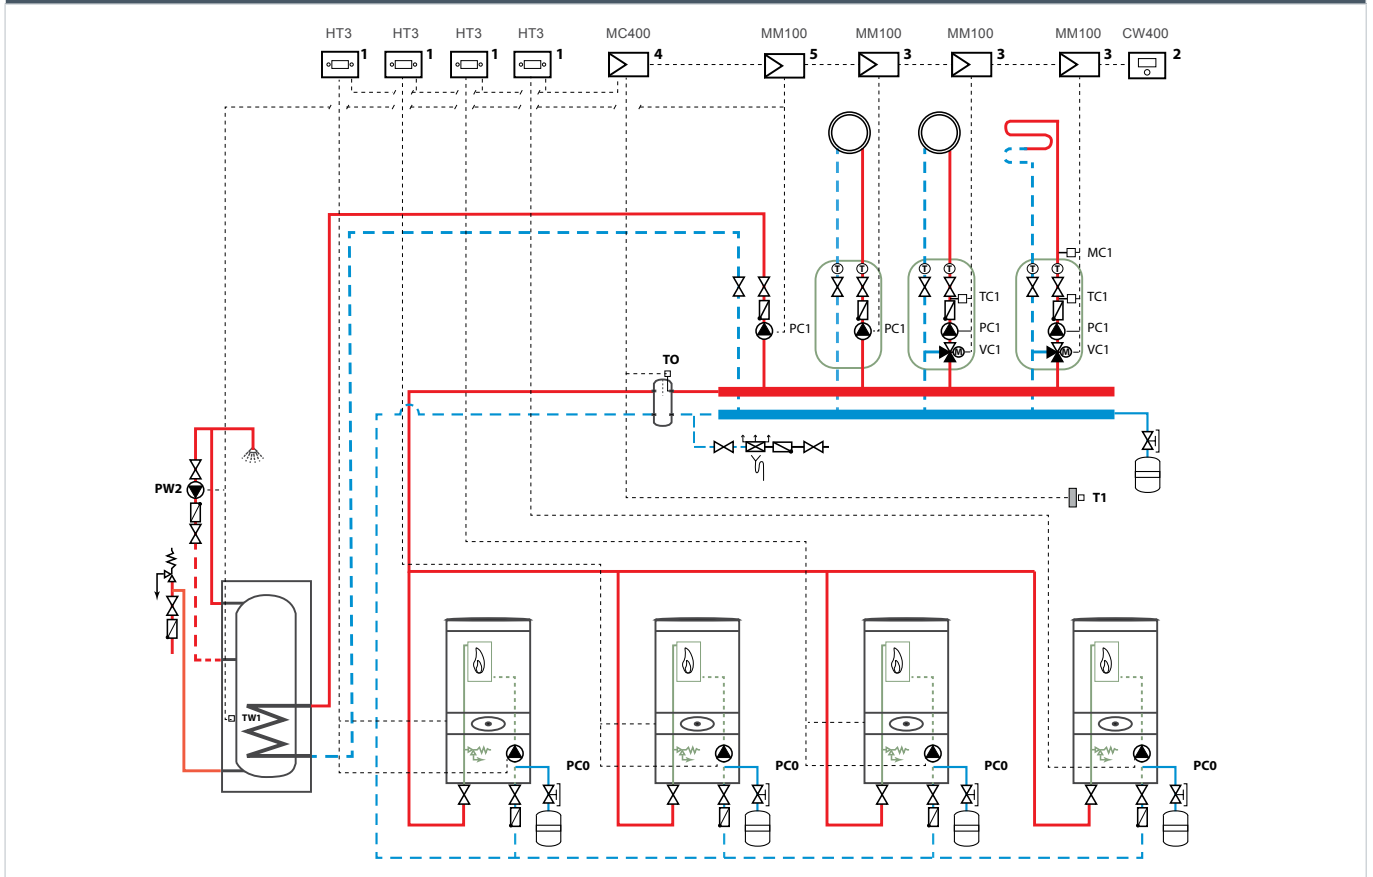 HT3 HT3 HT3 HT3 MC400 MM100 MM100 MM100 MM100 CW400
1 1 1 1 4 5 3 3 3 2
MC1
T T T T T T
TC1 TC1
PC1 PC1 PC1 PC1
M VC1 M VC1
TO
PW2
T1
TW1
PC0 PC0 PC0 PC0